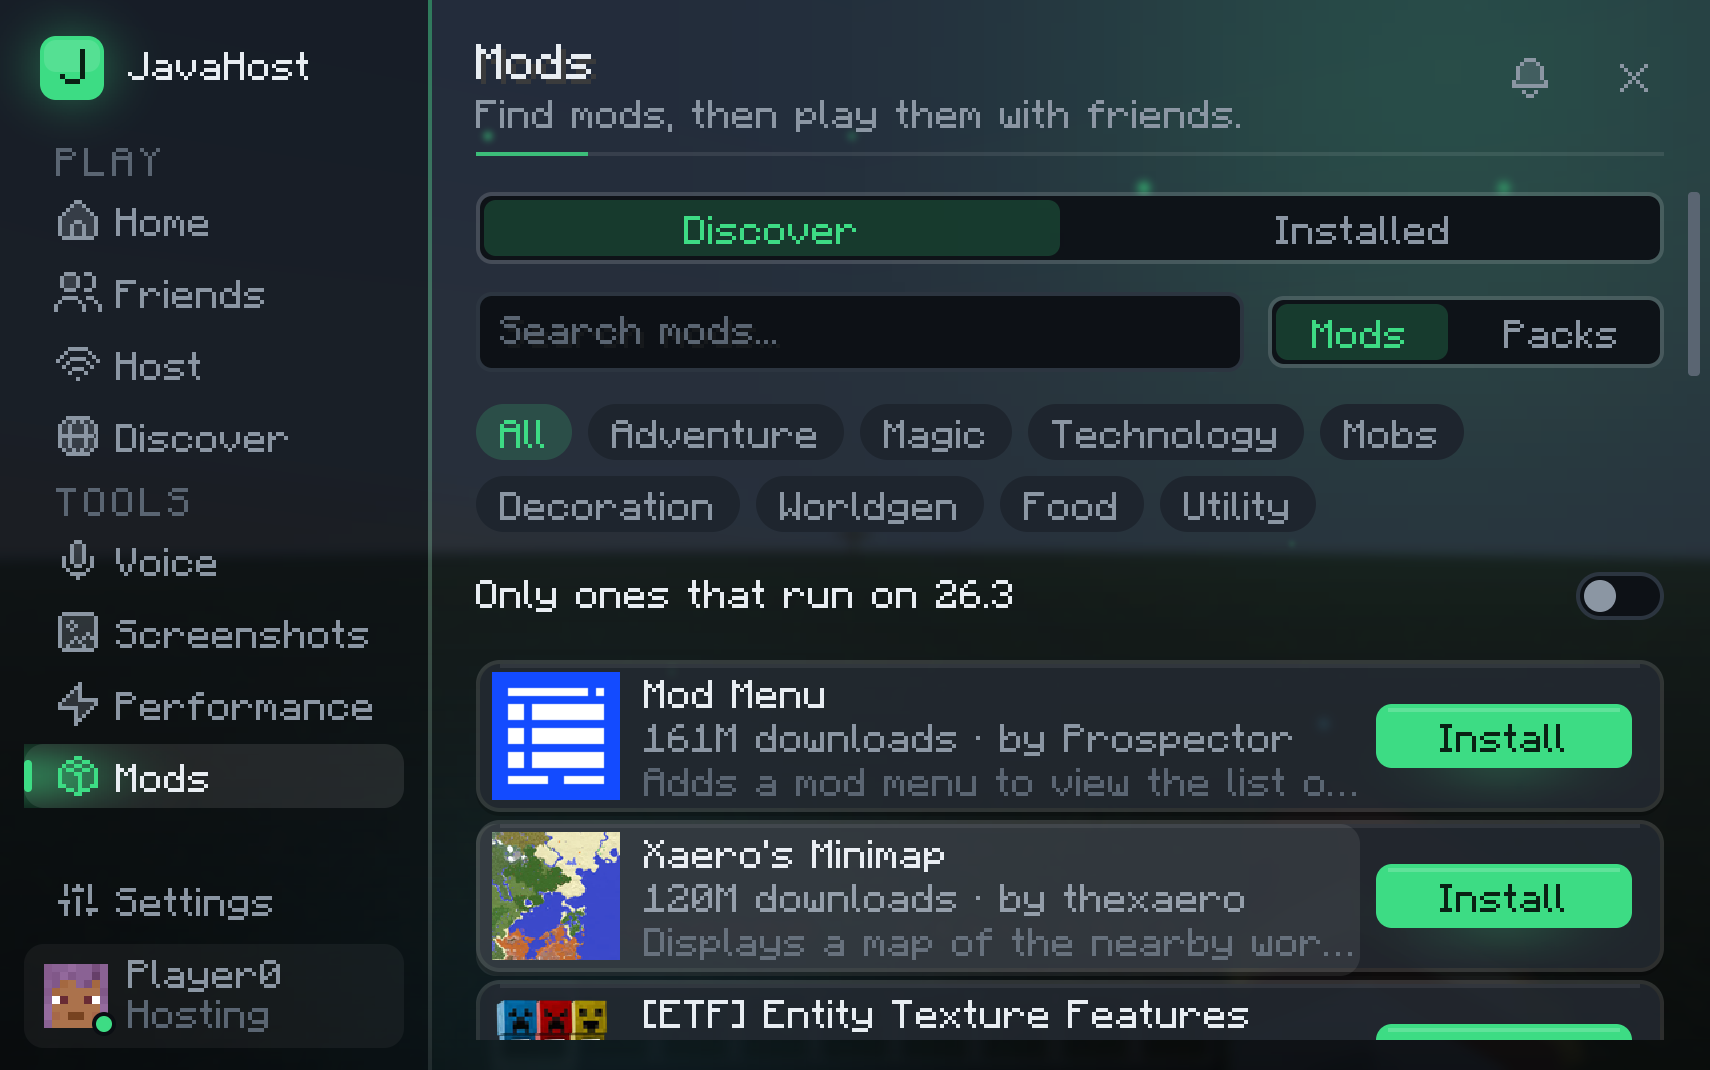 J JavaHost
PLAY
Home
Friends
Host
Discover
TOOLS
Voice
Screenshots
Performance
Mods
Settings
Player0
Hosting
Mods
Find mods, then play them with friends.
Discover Installed
Search mods... Mods Packs
All Adventure Magic Technology Mobs
Decoration Worldgen Food Utility
Only ones that run on 26.3
Mod Menu
161M downloads · by Prospector
Adds a mod menu to view the list o...
Install
Xaero's Minimap
120M downloads · by thexaero
Displays a map of the nearby wor...
Install
[ETF] Entity Texture Features